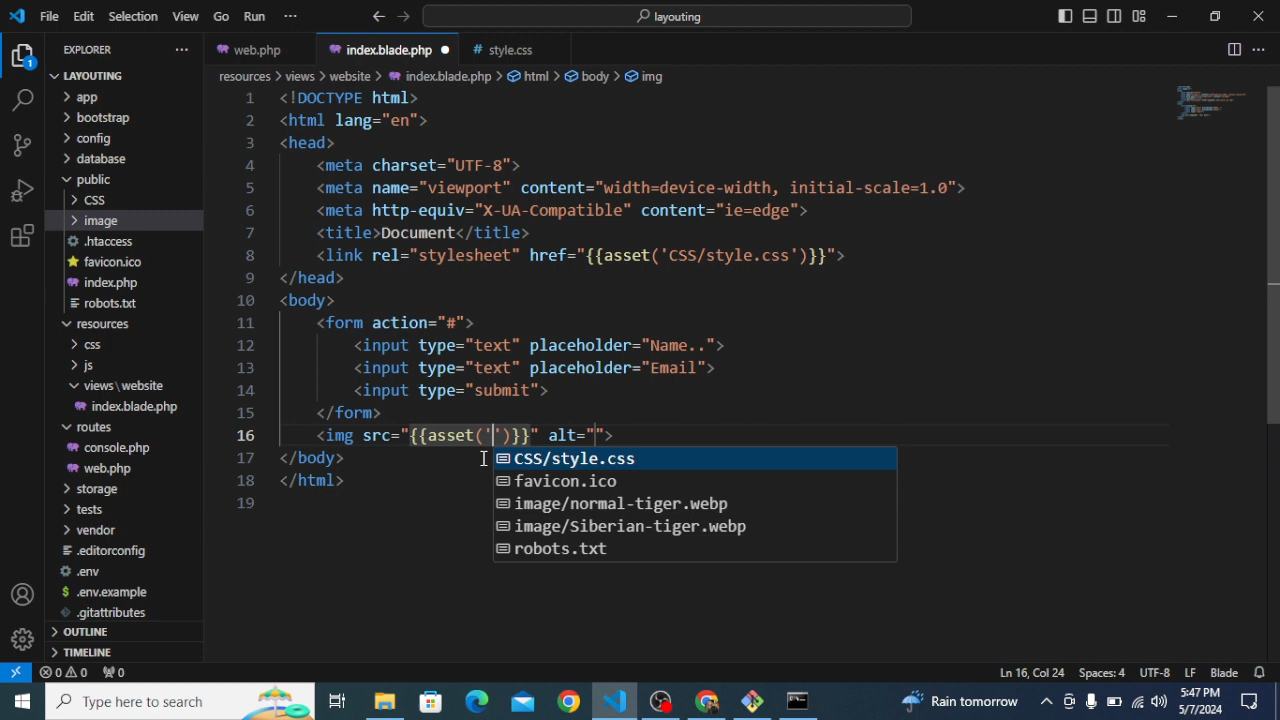 File Edit Selection View Go Run ··· layouting
EXPLORER ··· web.php index.blade.php style.css
resources > views > website > index.blade.php > html > body > img
LAYOUTING
app
bootstrap
config
database
public
CSS
image
.htaccess
favicon.ico
index.php
robots.txt
resources
css
js
views\website
index.blade.php
routes
console.php
web.php
storage
tests
vendor
.editorconfig
.env
.env.example
.gitattributes
OUTLINE
TIMELINE
1 <!DOCTYPE html>
2 <html lang="en">
3 <head>
4 <meta charset="UTF-8">
5 <meta name="viewport" content="width=device-width, initial-scale=1.0">
6 <meta http-equiv="X-UA-Compatible" content="ie=edge">
7 <title>Document</title>
8 <link rel="stylesheet" href="{{asset('CSS/style.css')}}">
9 </head>
10 <body>
11 <form action="#">
12 <input type="text" placeholder="Name..">
13 <input type="text" placeholder="Email">
14 <input type="submit">
15 </form>
16 <img src="{{asset('')}}" alt="">
17 </body>
18 </html>
19
CSS/style.css
favicon.ico
image/normal-tiger.webp
image/Siberian-tiger.webp
robots.txt
1
0 0 0 Ln 16, Col 24 Spaces: 4 UTF-8 LF Blade
Type here to search Rain tomorrow 5:47 PM
5/7/2024